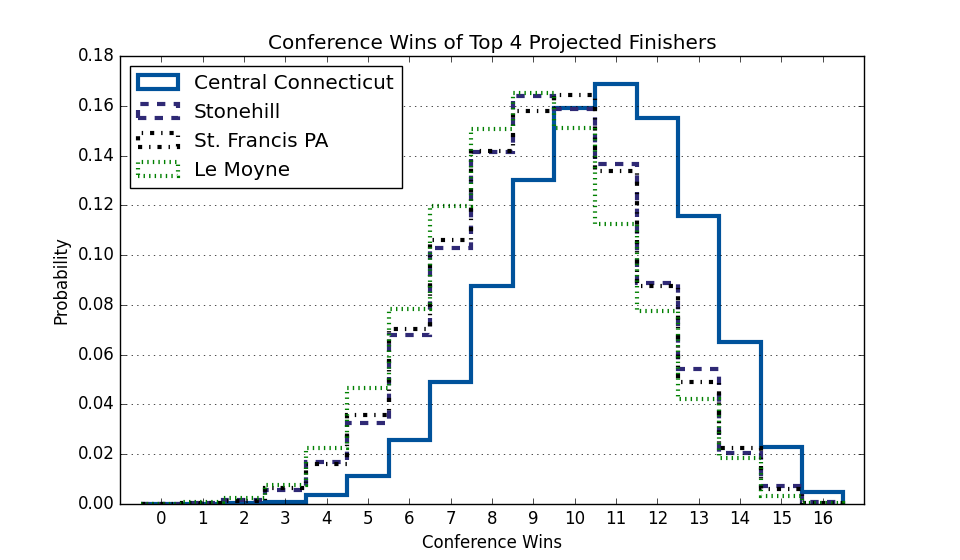 Conference Wins of Top 4 Projected Finishers
0.18
0.16
0.14
0.12
0.10
0.08
0.06
0.04
0.02
0.00
Probability
Central Connecticut
Stonehill
St. Francis PA
Le Moyne
0 1 2 3 4 5 6 7 8 9 10 11 12 13 14 15 16
Conference Wins